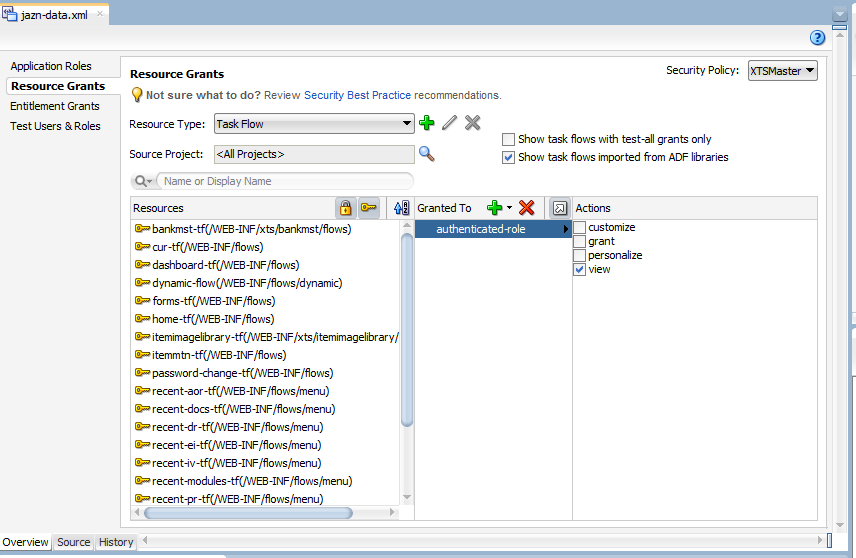 jazn-data.xml
Application Roles
Resource Grants
Entitlement Grants
Test Users & Roles
Resource Grants
Security Policy: XTSMaster
Not sure what to do? Review Security Best Practice recommendations.
Resource Type: Task Flow
Show task flows with test-all grants only
Source Project: <All Projects>
Show task flows imported from ADF libraries
Name or Display Name
Resources
Granted To
Actions
bankmst-tf(/WEB-INF/xts/bankmst/flows)
authenticated-role
customize
cur-tf(/WEB-INF/flows)
grant
dashboard-tf(/WEB-INF/flows)
personalize
dynamic-flow(/WEB-INF/flows/dynamic)
view
forms-tf(/WEB-INF/flows)
home-tf(/WEB-INF/flows)
itemimagelibrary-tf(/WEB-INF/xts/itemimagelibrary/
itemmtn-tf(/WEB-INF/flows)
password-change-tf(/WEB-INF/flows)
recent-aor-tf(/WEB-INF/flows/menu)
recent-docs-tf(/WEB-INF/flows/menu)
recent-dr-tf(/WEB-INF/flows/menu)
recent-ei-tf(/WEB-INF/flows/menu)
recent-iv-tf(/WEB-INF/flows/menu)
recent-modules-tf(/WEB-INF/flows/menu)
recent-pr-tf(/WEB-INF/flows/menu)
Overview Source History